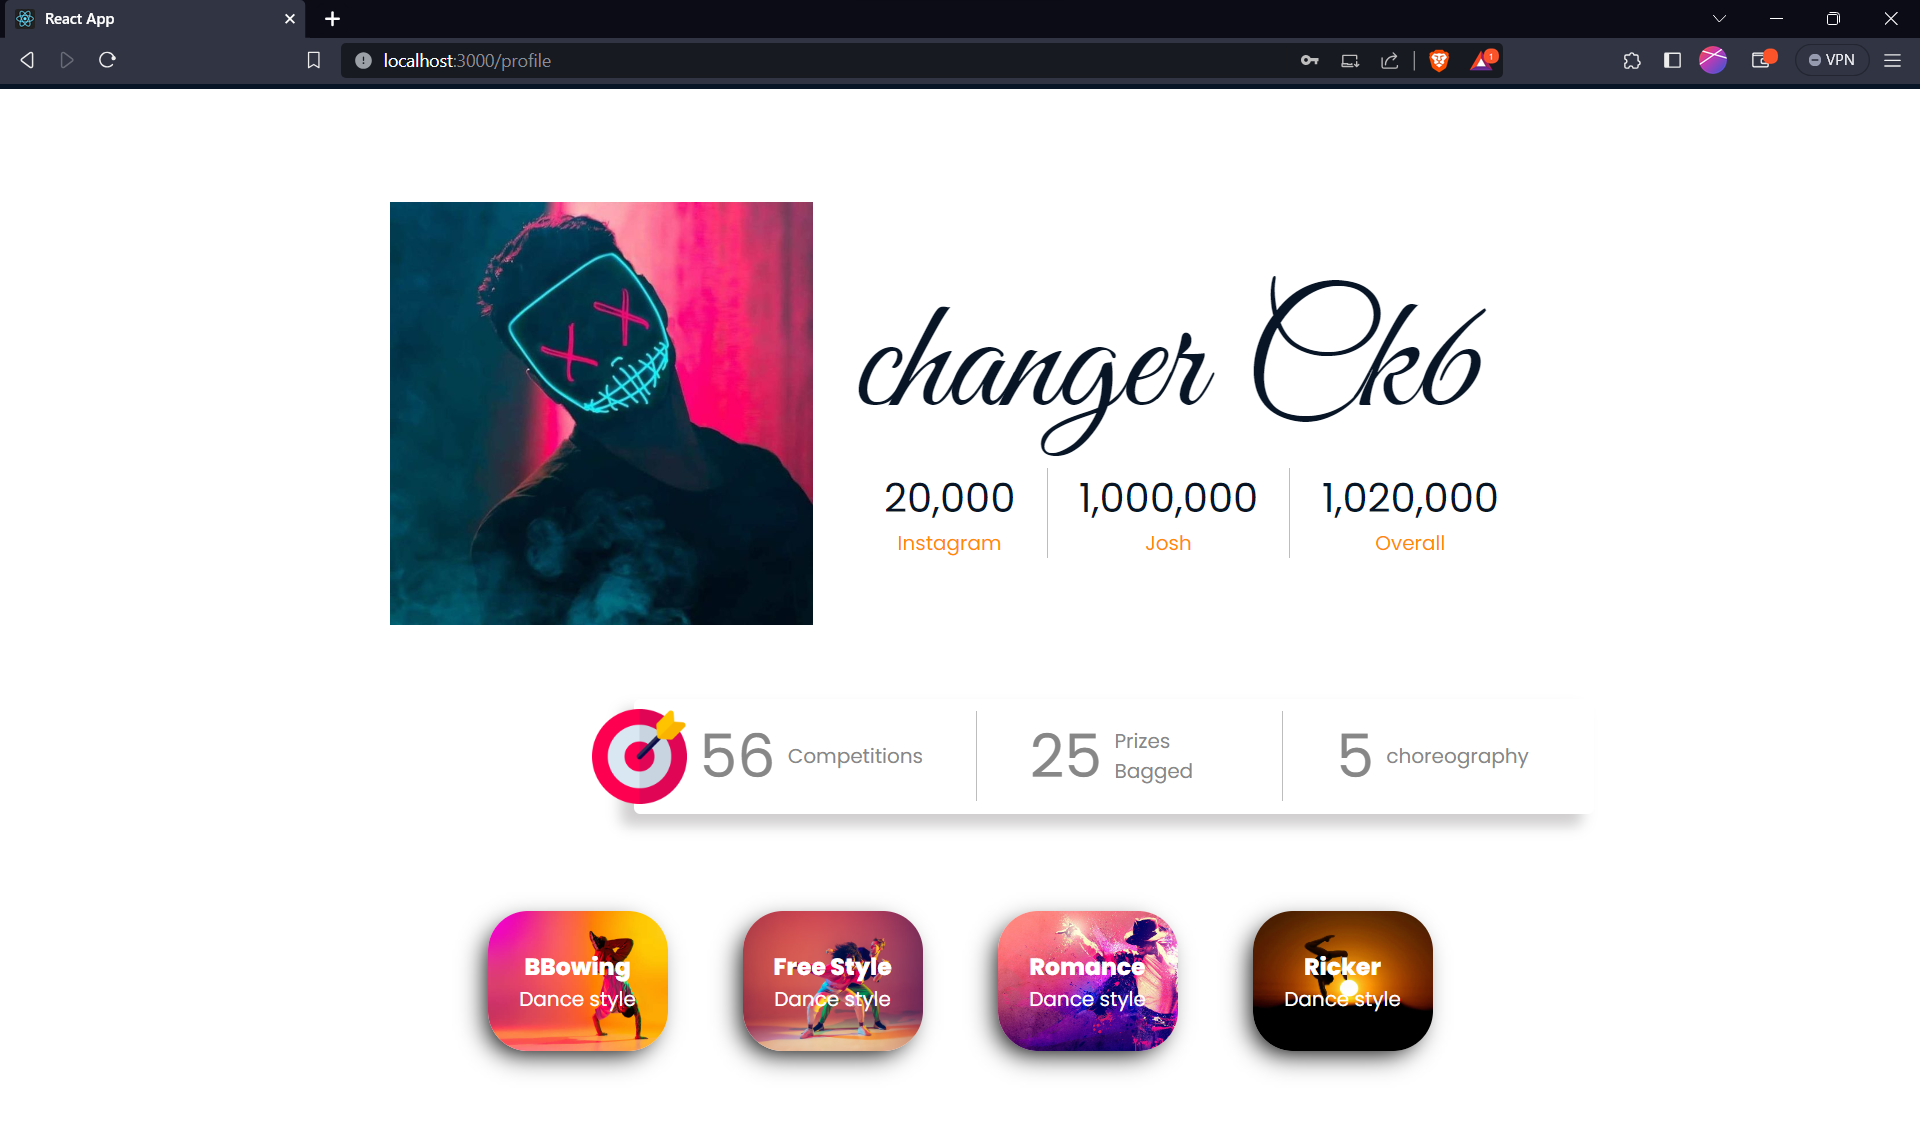 React App
localhost:3000/profile
1
VPN
changer Ck6
20,000 1,000,000 1,020,000
Instagram Josh Overall
56 Competitions 25 Prizes Bagged 5 choreography
BBowing Free Style Romance Ricker
Dance style Dance style Dance style Dance style